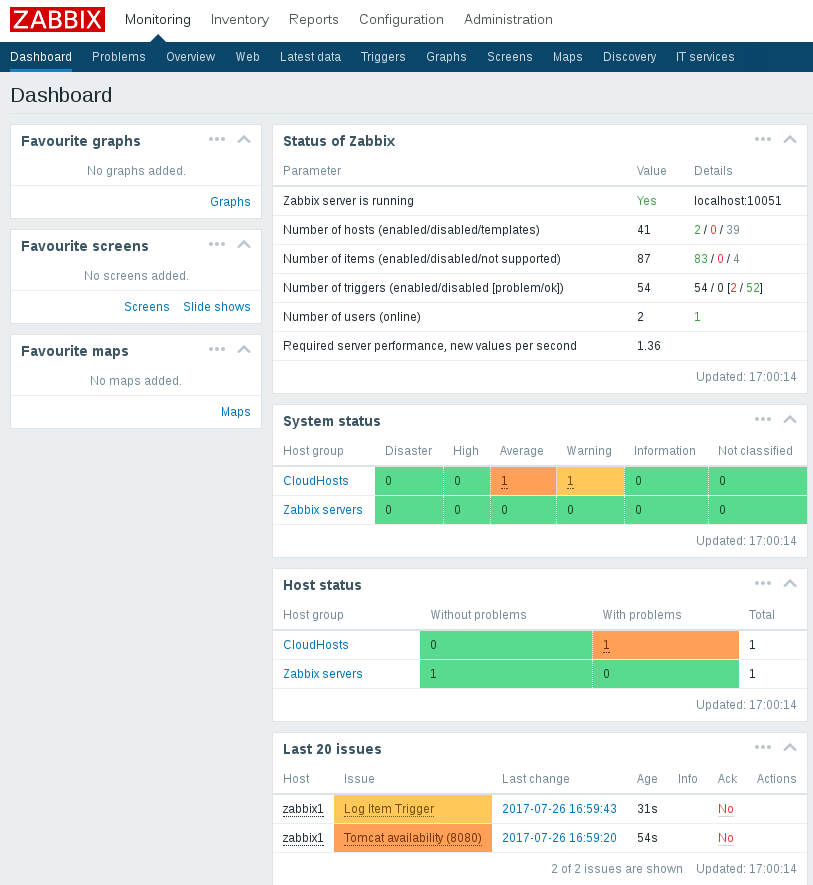 ZABBIX Monitoring Inventory Reports Configuration Administration
Dashboard Problems Overview Web Latest data Triggers Graphs Screens Maps Discovery IT services
Dashboard
Favourite graphs
No graphs added.
Graphs
Favourite screens
No screens added.
Screens Slide shows
Favourite maps
No maps added.
Maps
Status of Zabbix
Parameter Value Details
Zabbix server is running Yes localhost:10051
Number of hosts (enabled/disabled/templates) 41 2 / 0 / 39
Number of items (enabled/disabled/not supported) 87 83 / 0 / 4
Number of triggers (enabled/disabled [problem/ok]) 54 54 / 0 [2 / 52]
Number of users (online) 2 1
Required server performance, new values per second 1.36
Updated: 17:00:14
System status
Host group Disaster High Average Warning Information Not classified
CloudHosts 0 0 1 1 0 0
Zabbix servers 0 0 0 0 0 0
Updated: 17:00:14
Host status
Host group Without problems With problems Total
CloudHosts 0 1 1
Zabbix servers 1 0 1
Updated: 17:00:14
Last 20 issues
Host Issue Last change Age Info Ack Actions
zabbix1 Log Item Trigger 2017-07-26 16:59:43 31s No
zabbix1 Tomcat availability (8080) 2017-07-26 16:59:20 54s No
2 of 2 issues are shown Updated: 17:00:14